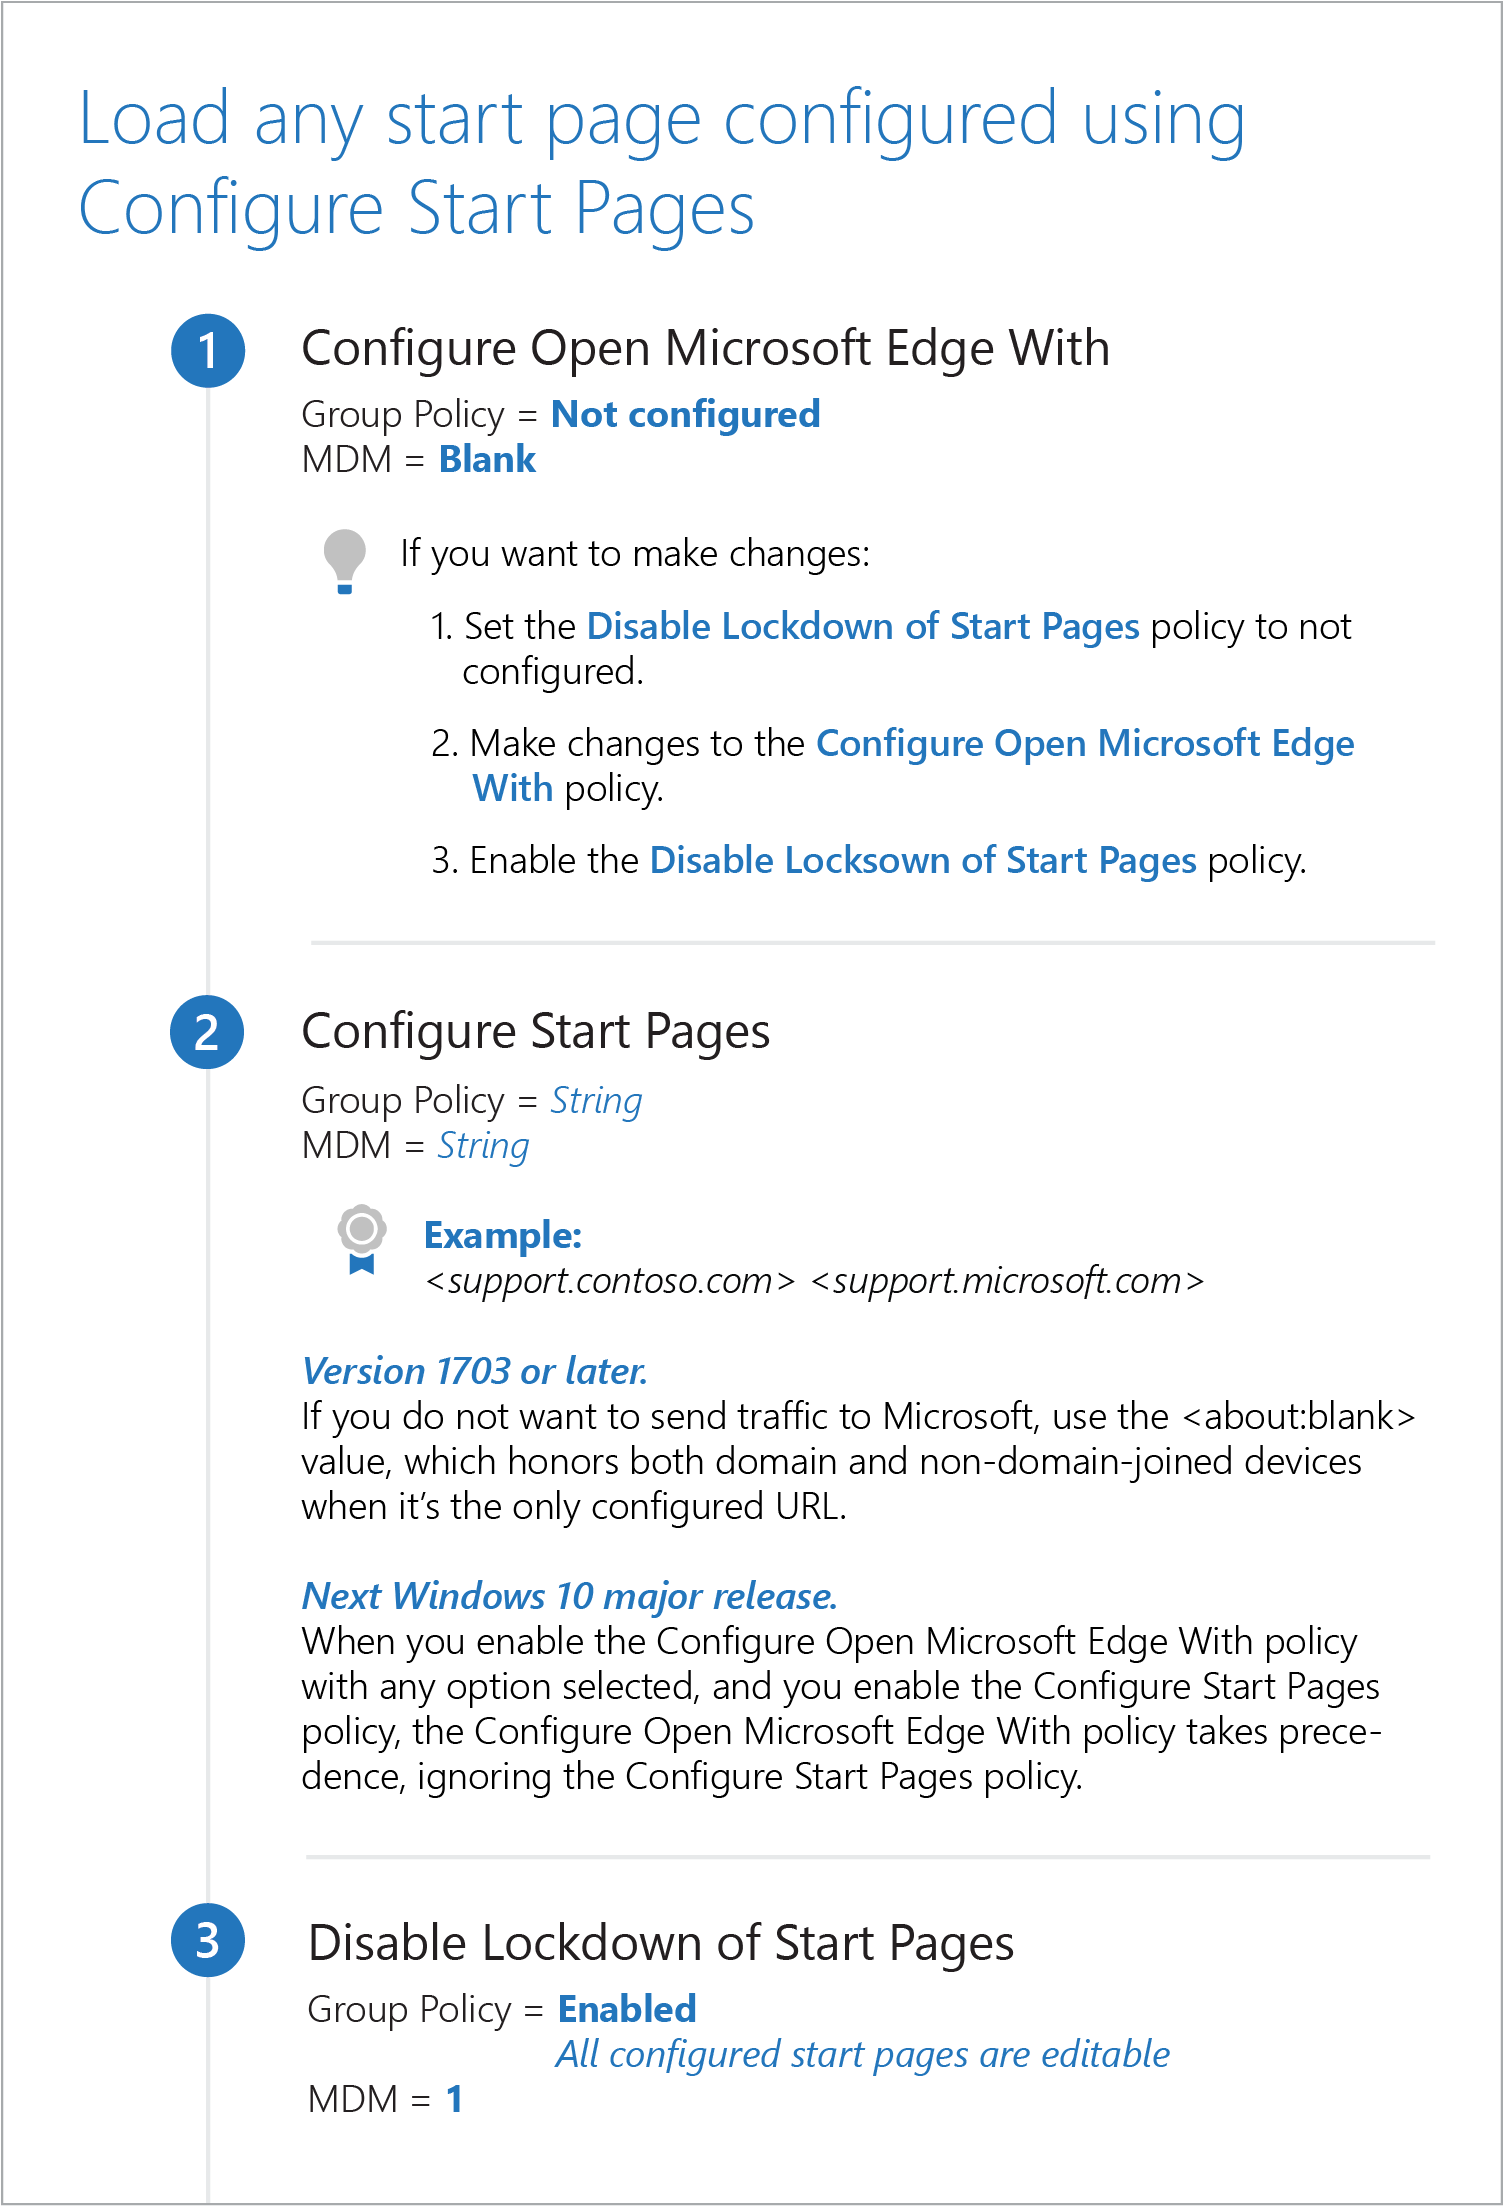 Load any start page configured using
Configure Start Pages
1
Configure Open Microsoft Edge With
Group Policy = Not configured
MDM = Blank
If you want to make changes:
1. Set the Disable Lockdown of Start Pages policy to not
configured.
2. Make changes to the Configure Open Microsoft Edge
With policy.
3. Enable the Disable Locksown of Start Pages policy.
2
Configure Start Pages
Group Policy = String
MDM = String
Example:
<support.contoso.com> <support.microsoft.com>
Version 1703 or later.
If you do not want to send traffic to Microsoft, use the <about:blank>
value, which honors both domain and non-domain-joined devices
when it’s the only configured URL.
Next Windows 10 major release.
When you enable the Configure Open Microsoft Edge With policy
with any option selected, and you enable the Configure Start Pages
policy, the Configure Open Microsoft Edge With policy takes prece-
dence, ignoring the Configure Start Pages policy.
3
Disable Lockdown of Start Pages
Group Policy = Enabled
All configured start pages are editable
MDM = 1